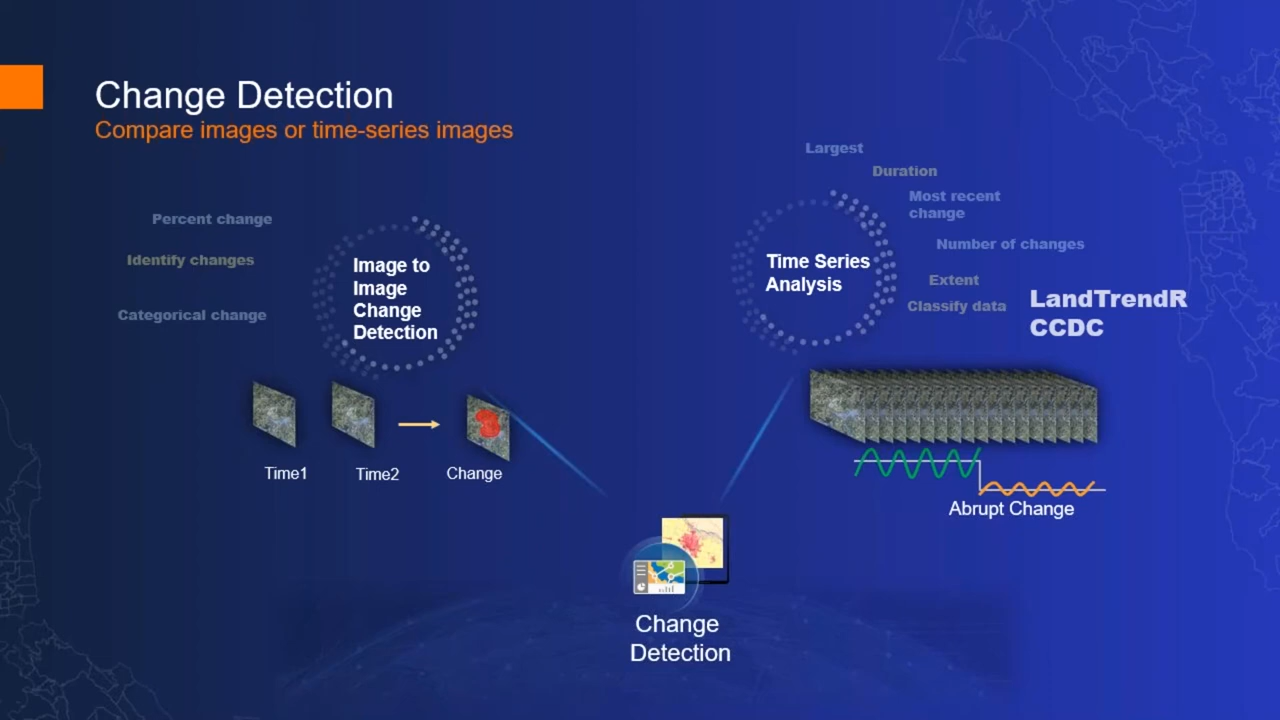 Change Detection
Compare images or time-series images
Percent change
Identify changes
Categorical change
Image to
Image
Change
Detection
Time1
Time2
Change
Largest
Duration
Most recent
change
Number of changes
Extent
Classify data
Time Series
Analysis
LandTrendR
CCDC
Abrupt Change
Change
Detection